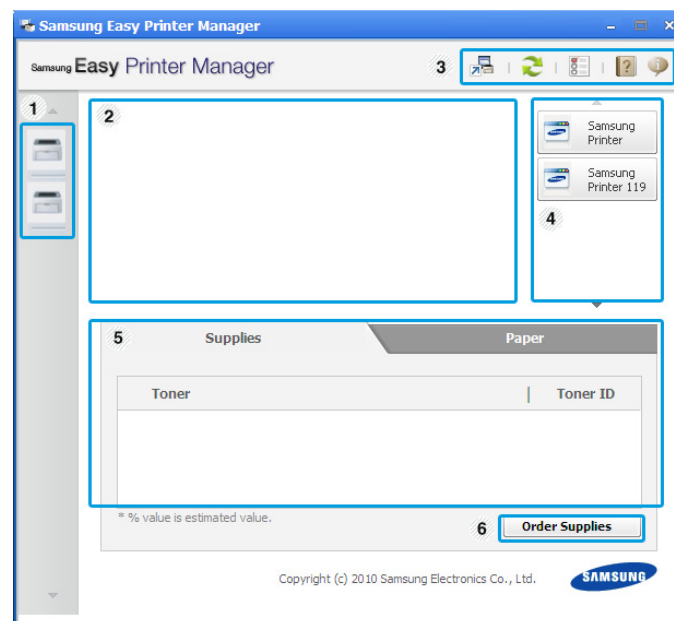 Samsung Easy Printer Manager
Samsung Easy Printer Manager
3
?
1
2
Samsung
Printer
Samsung
Printer 119
4
5
Supplies
Paper
Toner
Toner ID
* % value is estimated value.
6
Order Supplies
Copyright (c) 2010 Samsung Electronics Co., Ltd.
SAMSUNG